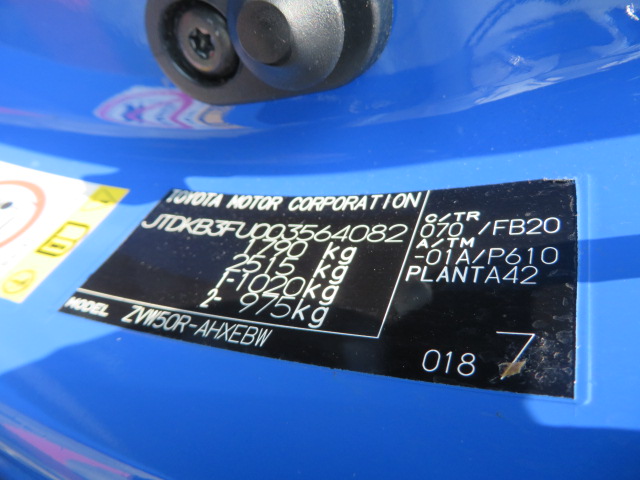 TOYOTA MOTOR CORPORATION
JTDKB3FU003564082
1790 kg
2515 kg
1-1020kg
2- 975kg
MODEL ZVW50R-AHXEBW
C/TR
070 /FB20
A/TM
-01A/P610
PLANTA42
018 7